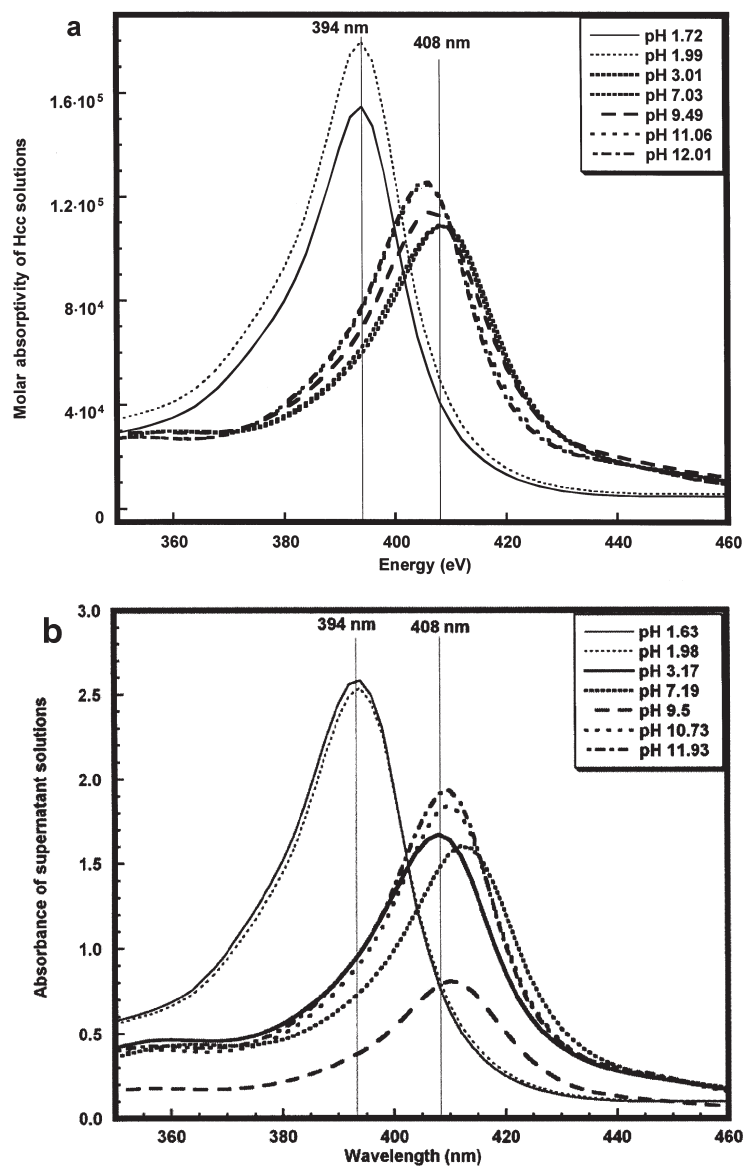 a
394 nm
408 nm
pH 1.72
pH 1.99
pH 3.01
pH 7.03
pH 9.49
pH 11.06
pH 12.01
Molar absorptivity of Hcc solutions
1.6·10⁵
1.2·10⁵
8·10⁴
4·10⁴
0
360 380 400 420 440 460
Energy (eV)
b
394 nm
408 nm
pH 1.63
pH 1.98
pH 3.17
pH 7.19
pH 9.5
pH 10.73
pH 11.93
Absorbance of supernatant solutions
3.0
2.5
2.0
1.5
1.0
0.5
0.0
360 380 400 420 440 460
Wavelength (nm)